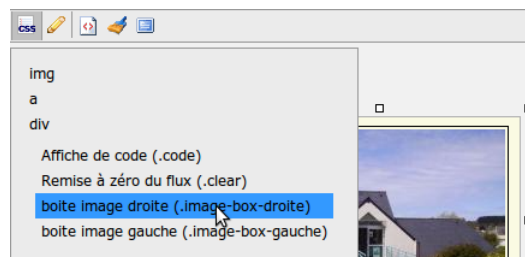 css
img
a
div
Affiche de code (.code)
Remise à zéro du flux (.clear)
boite image droite (.image-box-droite)
boite image gauche (.image-box-gauche)